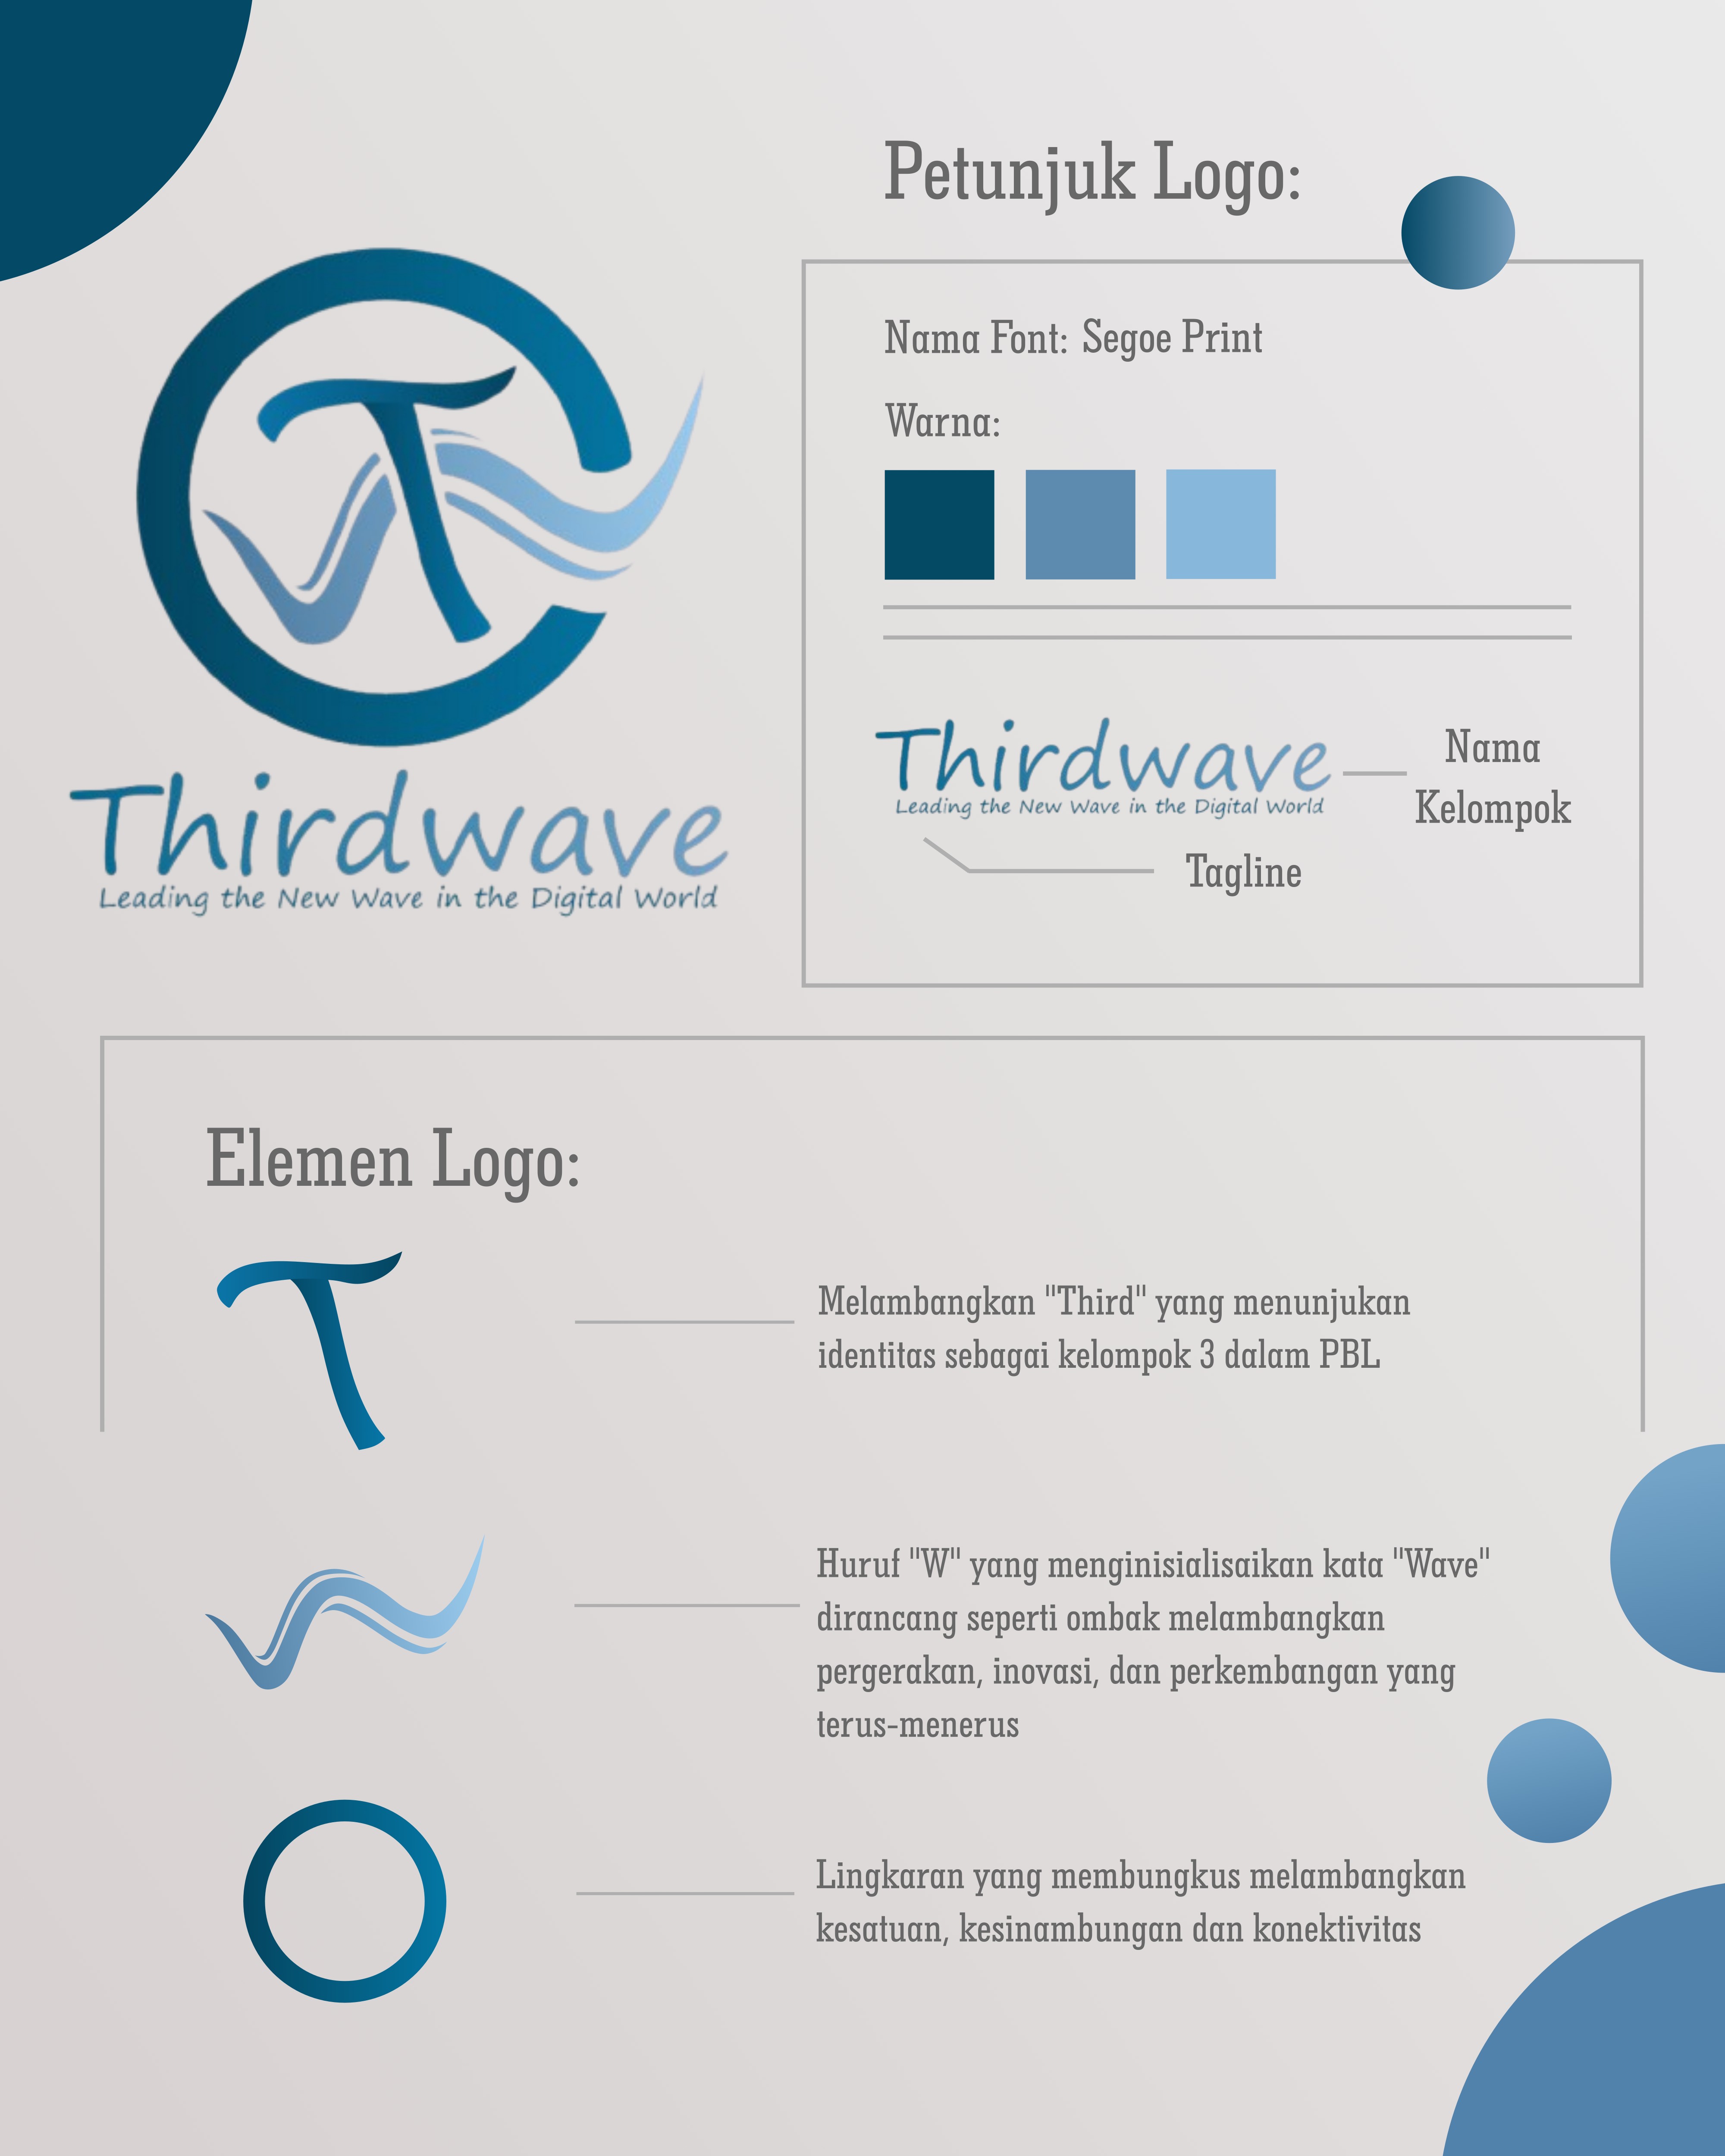 Thirdwave
Leading the New Wave in the Digital World
Petunjuk Logo:
Nama Font: Segoe Print
Warna:
Thirdwave
Leading the New Wave in the Digital World
Nama
Kelompok
Tagline
Elemen Logo:
Melambangkan "Third" yang menunjukan
identitas sebagai kelompok 3 dalam PBL
Huruf "W" yang menginisialisaikan kata "Wave"
dirancang seperti ombak melambangkan
pergerakan, inovasi, dan perkembangan yang
terus-menerus
Lingkaran yang membungkus melambangkan
kesatuan, kesinambungan dan konektivitas